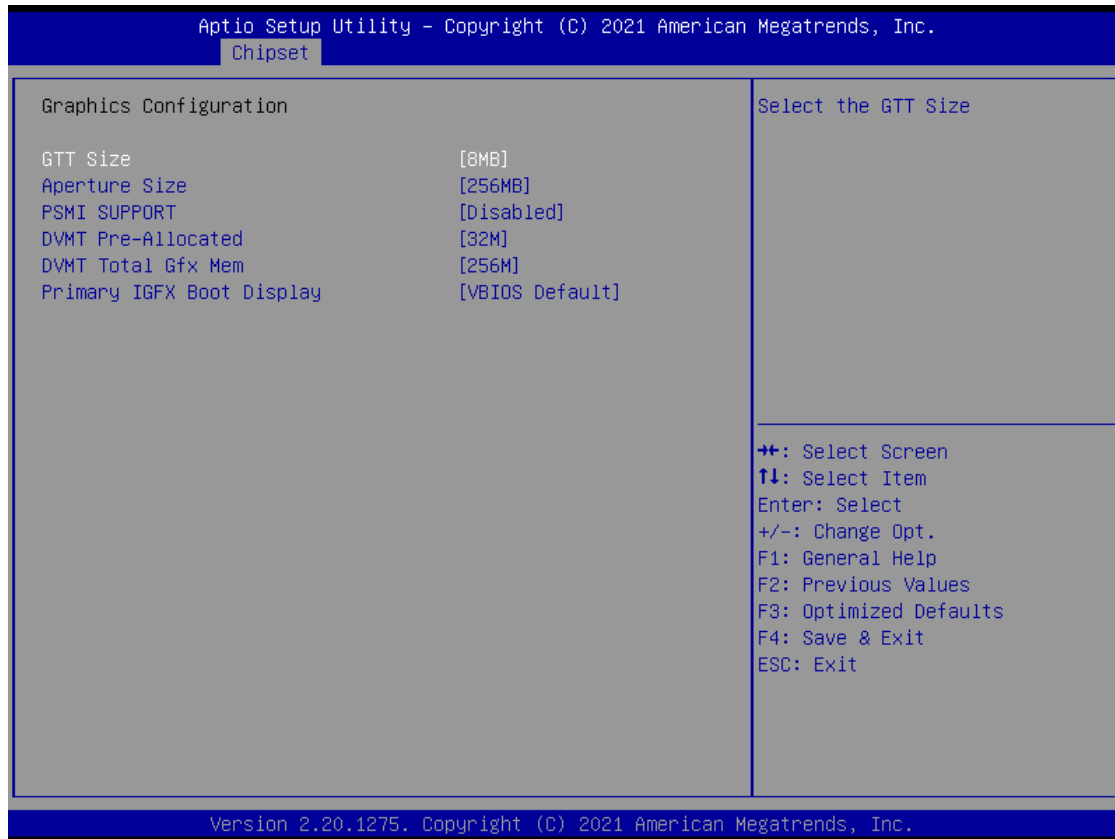 Aptio Setup Utility – Copyright (C) 2021 American Megatrends, Inc.
Chipset
Graphics Configuration
GTT Size [8MB]
Aperture Size [256MB]
PSMI SUPPORT [Disabled]
DVMT Pre-Allocated [32M]
DVMT Total Gfx Mem [256M]
Primary IGFX Boot Display [VBIOS Default]
Select the GTT Size
→←: Select Screen
↑↓: Select Item
Enter: Select
+/-: Change Opt.
F1: General Help
F2: Previous Values
F3: Optimized Defaults
F4: Save & Exit
ESC: Exit
Version 2.20.1275. Copyright (C) 2021 American Megatrends, Inc.